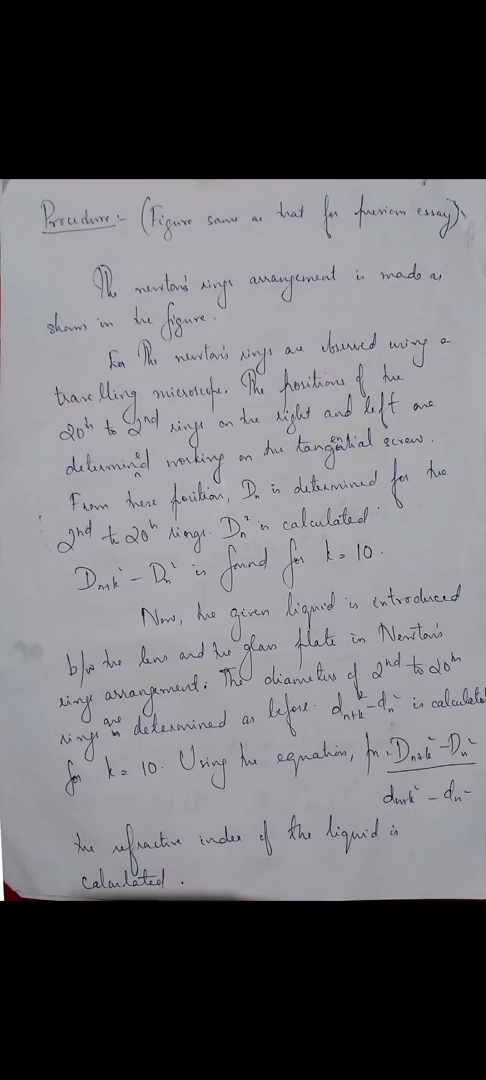 Procedure:- (Figure same as that for previous essay).
The newton's rings arrangement is made as
shown in the figure.
The newton's rings are observed using a
travelling microscope. The positions of the
20th to 2nd rings on the right and left are
determined working on the tangential screw.
From these position, Dn is determined for the
2nd to 20th rings. Dn² is calculated
Dn+k² - Dn² is found for k = 10.
Now, the given liquid is introduced
b/w the lens and the glass plate in Newton's
rings arrangement. The diameters of 2nd to 20th
rings are determined as before. dn+k² - dn² is calculated
for k = 10. Using the equation, μ = Dn+k² - Dn²
dn+k² - dn²
the refractive index of the liquid is
calculated.